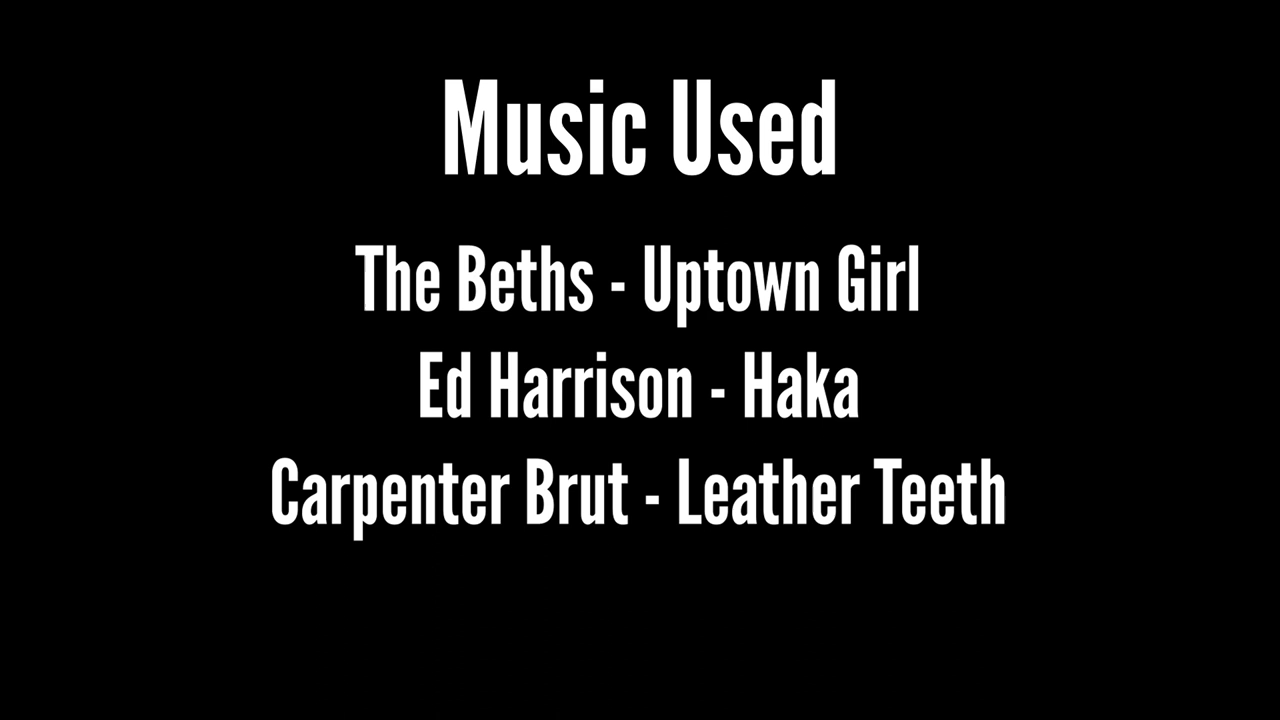 Music Used
The Beths - Uptown Girl
Ed Harrison - Haka
Carpenter Brut - Leather Teeth